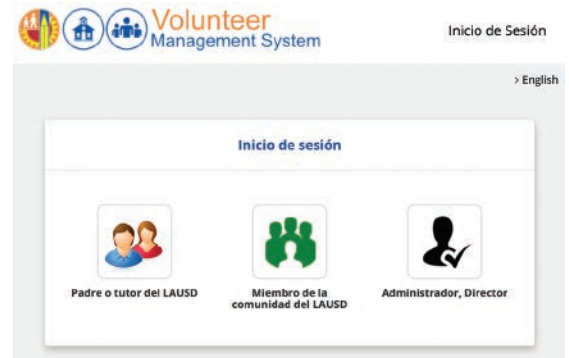 Volunteer
Management System
Inicio de Sesión
> English
Inicio de sesión
Padre o tutor del LAUSD
Miembro de la
comunidad del LAUSD
Administrador, Director